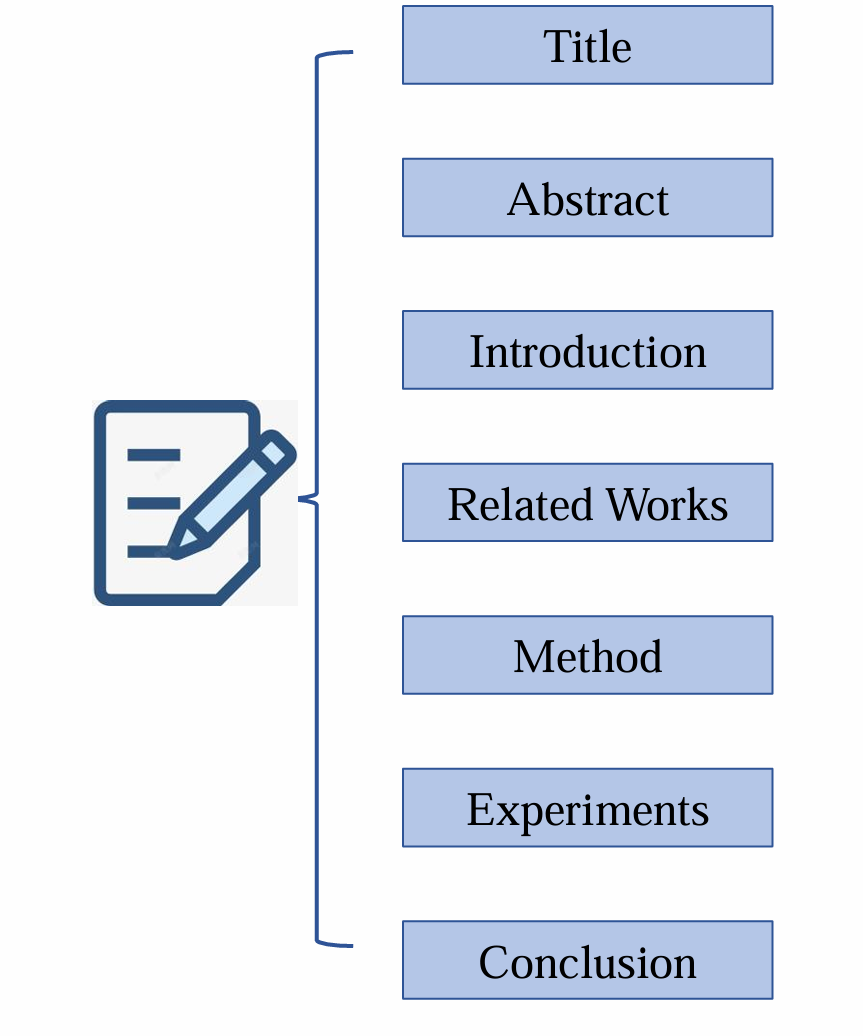 Title
Abstract
Introduction
Related Works
Method
Experiments
Conclusion